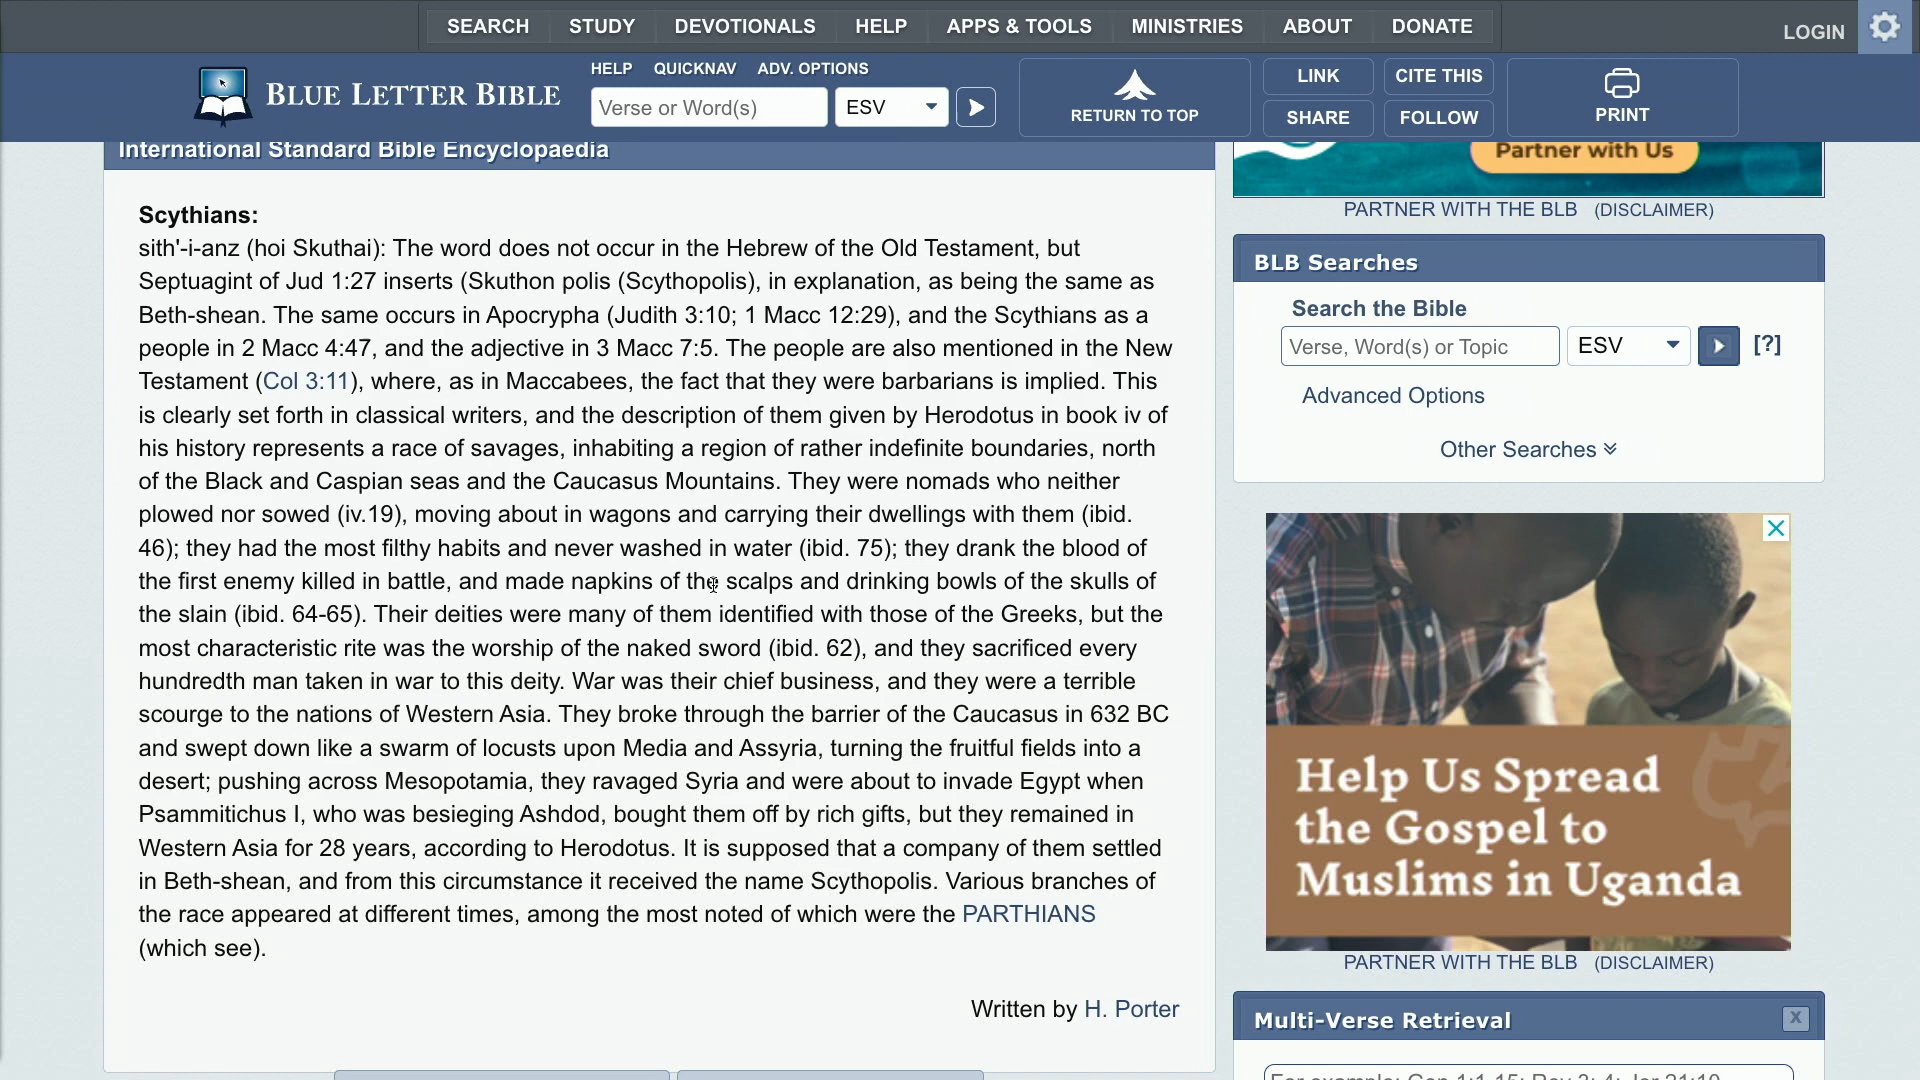 SEARCH STUDY DEVOTIONALS HELP APPS & TOOLS MINISTRIES ABOUT DONATE LOGIN
BLUE LETTER BIBLE
HELP QUICKNAV ADV. OPTIONS
Verse or Word(s) ESV
RETURN TO TOP
LINK CITE THIS
SHARE FOLLOW
PRINT
International Standard Bible Encyclopaedia
Scythians:
sith'-i-anz (hoi Skuthai): The word does not occur in the Hebrew of the Old Testament, but
Septuagint of Jud 1:27 inserts (Skuthon polis (Scythopolis), in explanation, as being the same as
Beth-shean. The same occurs in Apocrypha (Judith 3:10; 1 Macc 12:29), and the Scythians as a
people in 2 Macc 4:47, and the adjective in 3 Macc 7:5. The people are also mentioned in the New
Testament (Col 3:11), where, as in Maccabees, the fact that they were barbarians is implied. This
is clearly set forth in classical writers, and the description of them given by Herodotus in book iv of
his history represents a race of savages, inhabiting a region of rather indefinite boundaries, north
of the Black and Caspian seas and the Caucasus Mountains. They were nomads who neither
plowed nor sowed (iv.19), moving about in wagons and carrying their dwellings with them (ibid.
46); they had the most filthy habits and never washed in water (ibid. 75); they drank the blood of
the first enemy killed in battle, and made napkins of the scalps and drinking bowls of the skulls of
the slain (ibid. 64-65). Their deities were many of them identified with those of the Greeks, but the
most characteristic rite was the worship of the naked sword (ibid. 62), and they sacrificed every
hundredth man taken in war to this deity. War was their chief business, and they were a terrible
scourge to the nations of Western Asia. They broke through the barrier of the Caucasus in 632 BC
and swept down like a swarm of locusts upon Media and Assyria, turning the fruitful fields into a
desert; pushing across Mesopotamia, they ravaged Syria and were about to invade Egypt when
Psammitichus I, who was besieging Ashdod, bought them off by rich gifts, but they remained in
Western Asia for 28 years, according to Herodotus. It is supposed that a company of them settled
in Beth-shean, and from this circumstance it received the name Scythopolis. Various branches of
the race appeared at different times, among the most noted of which were the PARTHIANS
(which see).
Written by H. Porter
Partner with Us
PARTNER WITH THE BLB (DISCLAIMER)
BLB Searches
Search the Bible
Verse, Word(s) or Topic ESV [?]
Advanced Options
Other Searches
Help Us Spread
the Gospel to
Muslims in Uganda
PARTNER WITH THE BLB (DISCLAIMER)
Multi-Verse Retrieval X
For example: Gen 1:1-15; Rev 3; 4; Jer 31:10